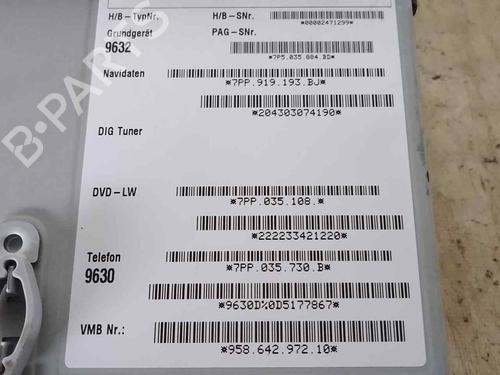 H/B-TypNr. H/B-SNr. *00002471299*
Grundgerät PAG-SNr.
9632 *7P5.035.884.BD*
Navidaten *7PP.919.193.BJ*
*204303074190*
DIG Tuner
DVD-LW *7PP.035.108.*
*222233421220*
Telefon *7PP.035.730.B*
9630
*9630D%0D5177867*
VMB Nr.: *958.642.972.10*
B-PARTS